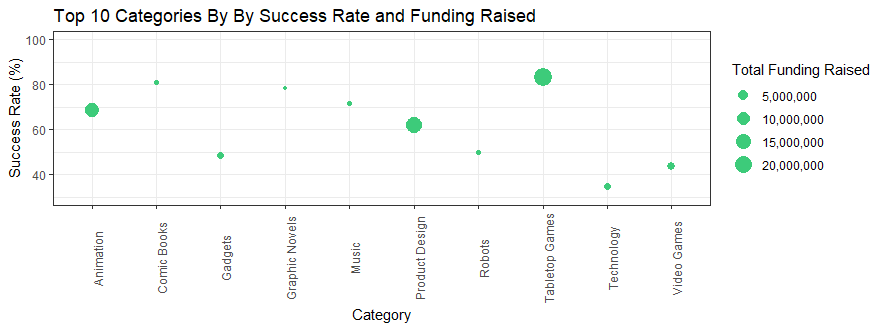 Top 10 Categories By By Success Rate and Funding Raised
100
80
60
40
Success Rate (%)
Animation
Comic Books
Gadgets
Graphic Novels
Music
Product Design
Robots
Tabletop Games
Technology
Video Games
Category
Total Funding Raised
5,000,000
10,000,000
15,000,000
20,000,000